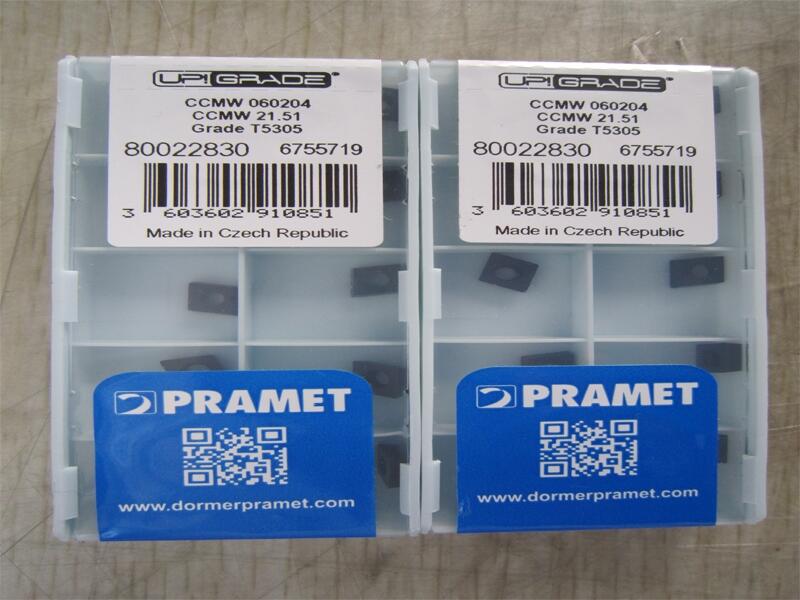 UP!GRADE®
CCMW 060204
CCMW 21.51
Grade T5305
80022830 6755719
3 603602 910851
Made in Czech Republic
PRAMET
www.dormerpramet.com
UP!GRADE®
CCMW 060204
CCMW 21.51
Grade T5305
80022830 6755719
3 603602 910851
Made in Czech Republic
PRAMET
www.dormerpramet.com